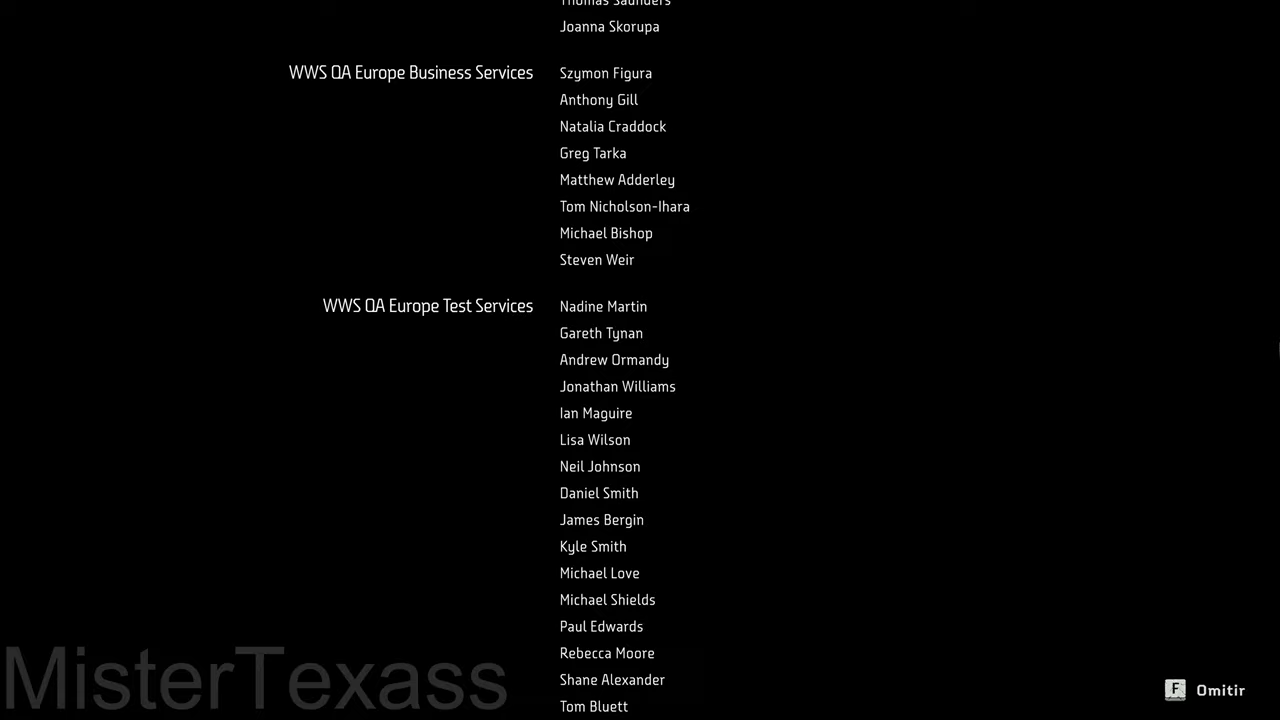 Thomas Saunders
Joanna Skorupa
WWS QA Europe Business Services
Szymon Figura
Anthony Gill
Natalia Craddock
Greg Tarka
Matthew Adderley
Tom Nicholson-Ihara
Michael Bishop
Steven Weir
WWS QA Europe Test Services
Nadine Martin
Gareth Tynan
Andrew Ormandy
Jonathan Williams
Ian Maguire
Lisa Wilson
Neil Johnson
Daniel Smith
James Bergin
Kyle Smith
Michael Love
Michael Shields
Paul Edwards
Rebecca Moore
Shane Alexander
Tom Bluett
MisterTexass
F Omitir